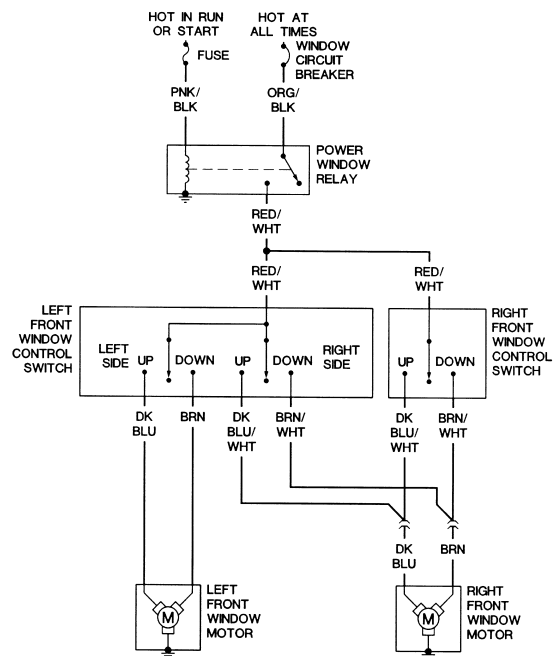 HOT IN RUN
OR START
HOT AT
ALL TIMES
FUSE
WINDOW
CIRCUIT
BREAKER
PNK/
BLK
ORG/
BLK
POWER
WINDOW
RELAY
RED/
WHT
RED/
WHT
RED/
WHT
LEFT
FRONT
WINDOW
CONTROL
SWITCH
LEFT
SIDE
UP
DOWN
UP
DOWN
RIGHT
SIDE
UP
DOWN
RIGHT
FRONT
WINDOW
CONTROL
SWITCH
DK
BLU
BRN
DK
BLU/
WHT
BRN/
WHT
DK
BLU/
WHT
BRN/
WHT
DK
BLU
BRN
M
LEFT
FRONT
WINDOW
MOTOR
M
RIGHT
FRONT
WINDOW
MOTOR